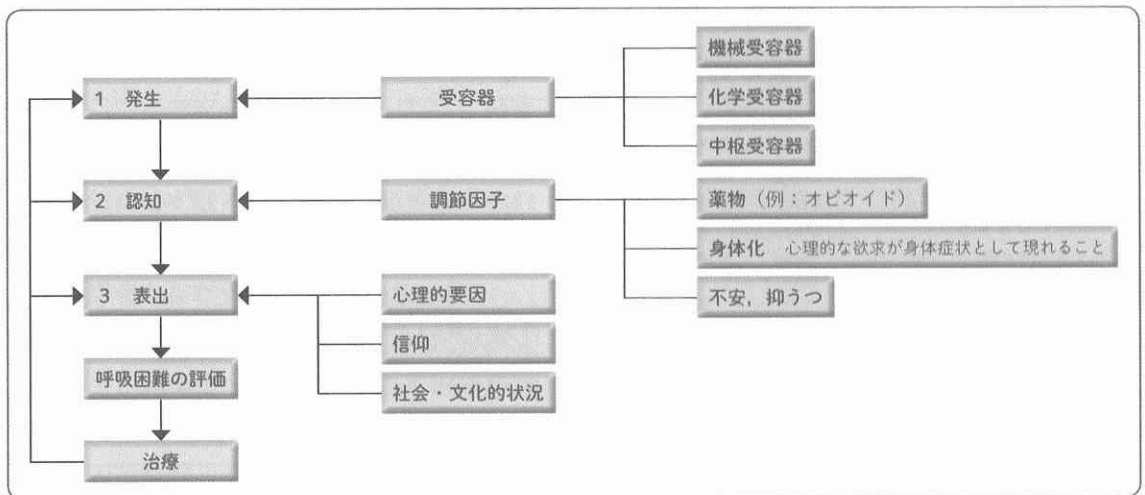 機械受容器
1 発生
受容器
化学受容器
中枢受容器
2 認知
調節因子
薬物（例：オピオイド）
身体化　心理的な欲求が身体症状として現れること
3 表出
心理的要因
不安，抑うつ
信仰
呼吸困難の評価
社会・文化的状況
治療